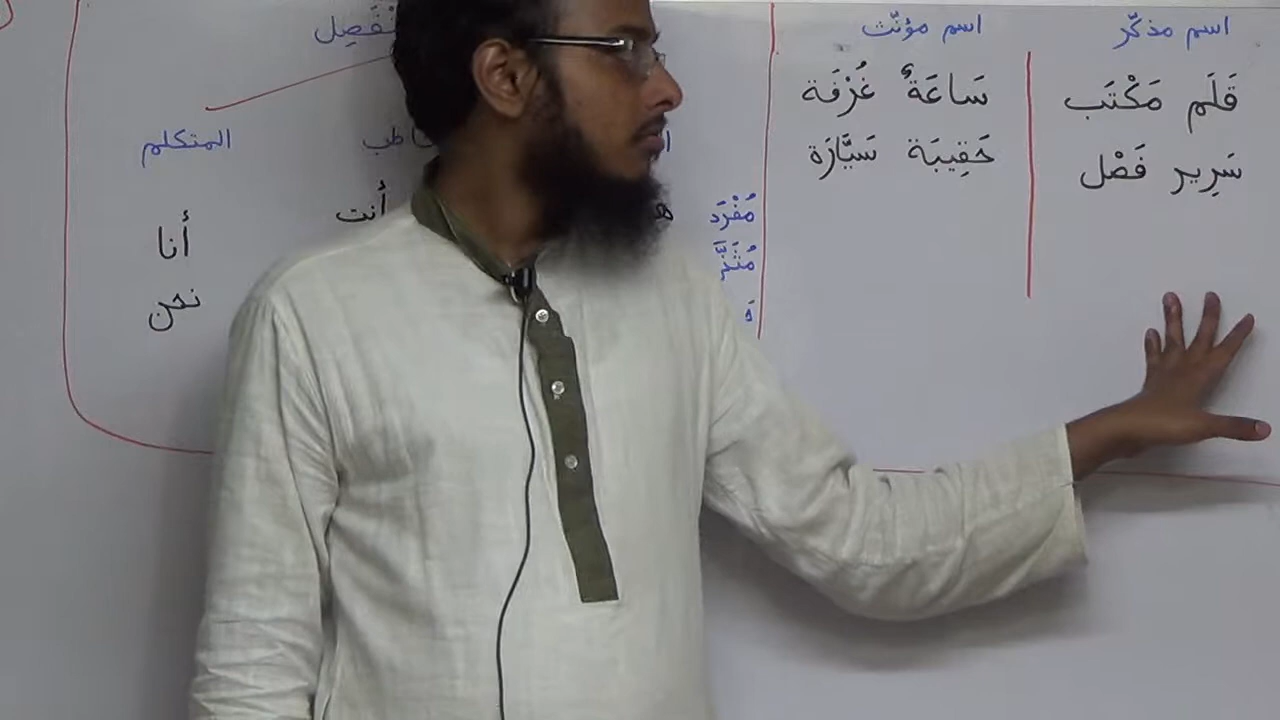 اسم مذكّر
قَلَم مَكْتَب
سَرِير فَصْل
اسم مؤنّث
سَاعَةٌ غُرْفَة
حَقِيبَة سَيَّارَة
مُفْرَد
أنت
المتكلم
أنا
نحن